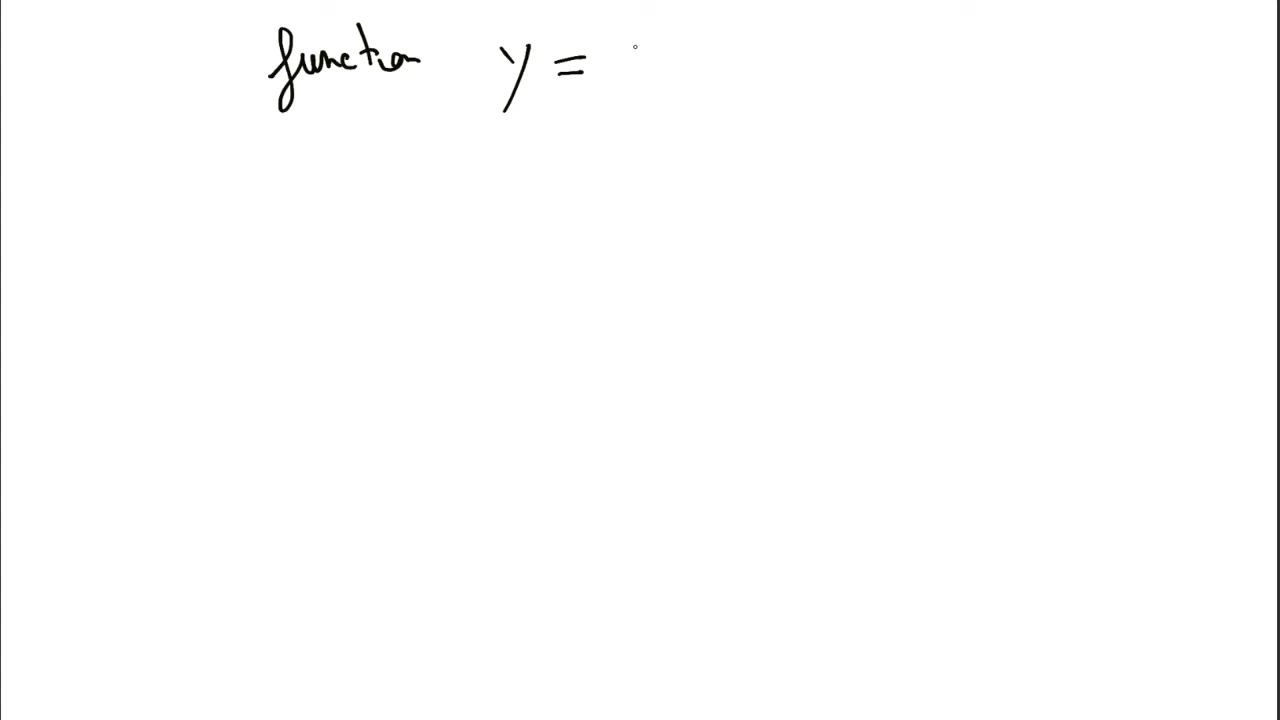 function y =